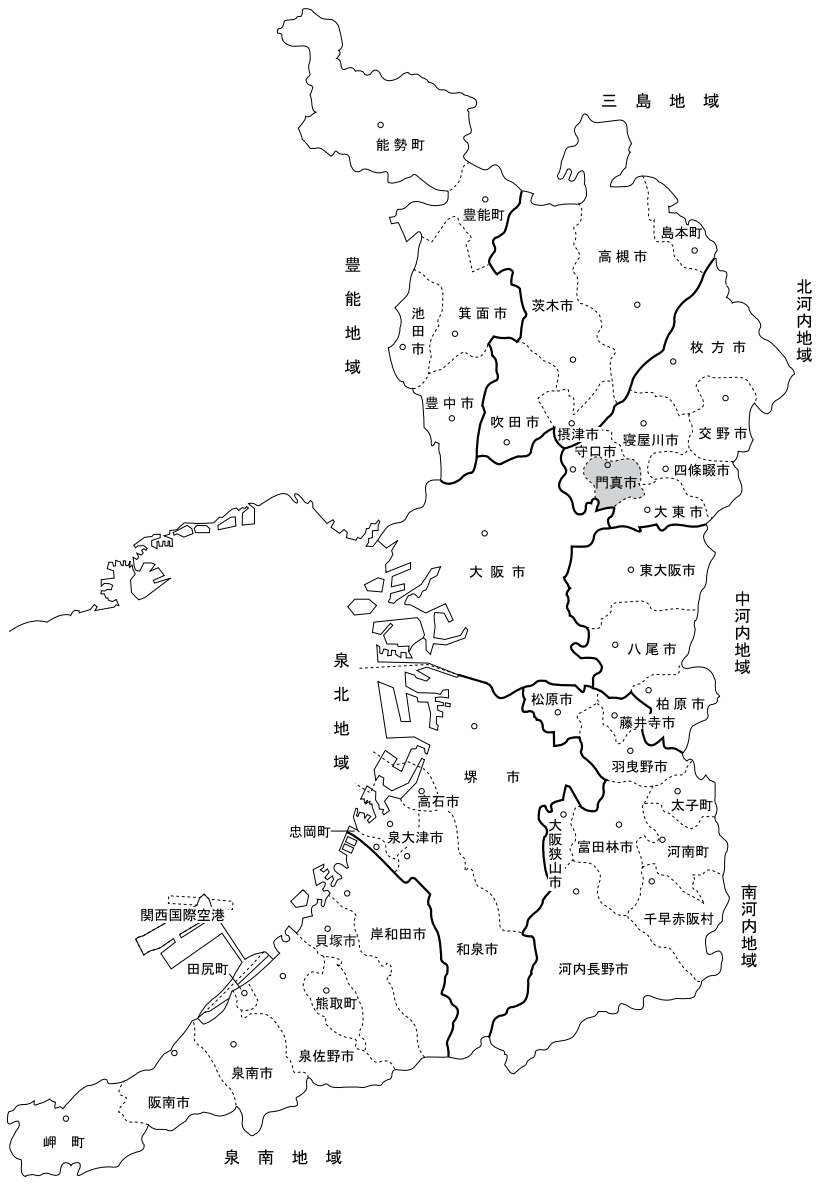 三島地域
能勢町
豊能町
島本町
高槻市
豊能地域
北河内地域
茨木市
池田市
箕面市
枚方市
豊中市
吹田市
摂津市
寝屋川市
交野市
守口市
四條畷市
門真市
大東市
大阪市
東大阪市
中河内地域
八尾市
泉北地域
松原市
柏原市
藤井寺市
羽曳野市
堺市
高石市
太子町
忠岡町
泉大津市
大阪狭山市
富田林市
河南町
南河内地域
関西国際空港
千早赤阪村
貝塚市
岸和田市
和泉市
田尻町
河内長野市
熊取町
泉佐野市
泉南市
阪南市
岬町
泉南地域